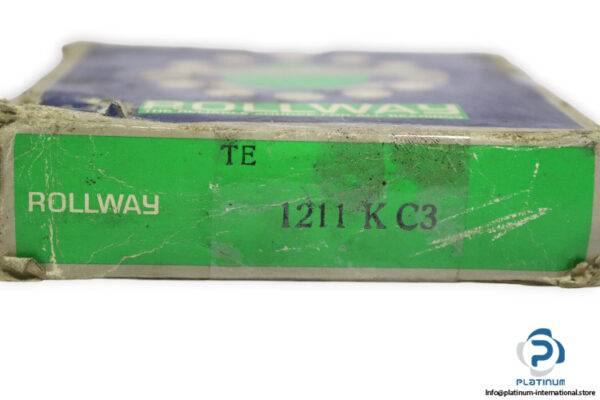 ROLLWAY
TE
ROLLWAY
1211 K C3
PLATINUM
Info@platinum-international.store